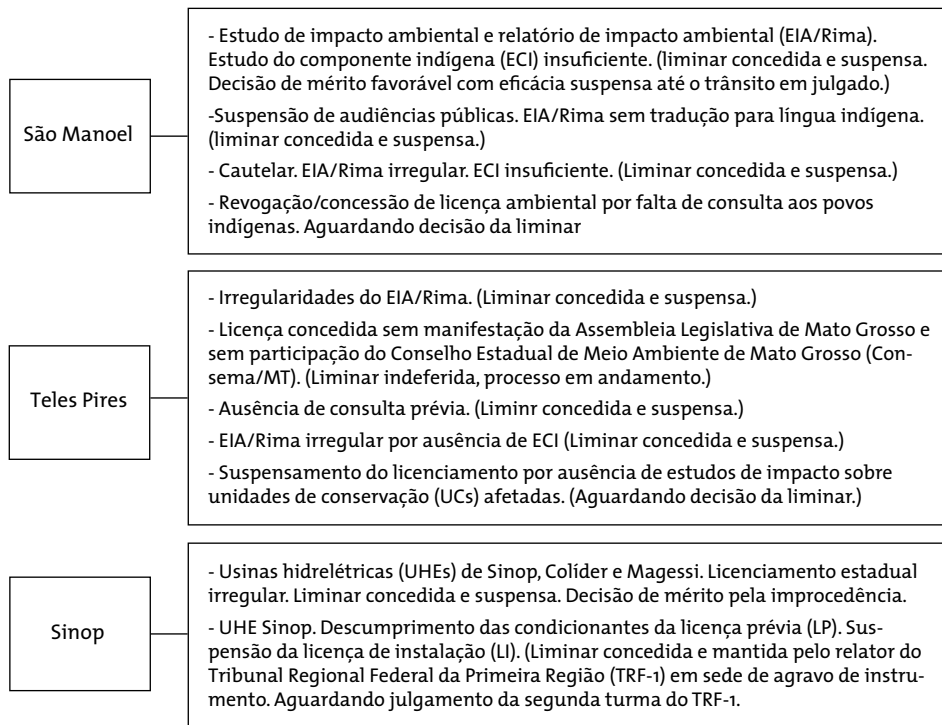 São Manoel
- Estudo de impacto ambiental e relatório de impacto ambiental (EIA/Rima).
Estudo do componente indígena (ECI) insuficiente. (liminar concedida e suspensa.
Decisão de mérito favorável com eficácia suspensa até o trânsito em julgado.)
-Suspensão de audiências públicas. EIA/Rima sem tradução para língua indígena.
(liminar concedida e suspensa.)
- Cautelar. EIA/Rima irregular. ECI insuficiente. (Liminar concedida e suspensa.)
- Revogação/concessão de licença ambiental por falta de consulta aos povos
indígenas. Aguardando decisão da liminar
Teles Pires
- Irregularidades do EIA/Rima. (Liminar concedida e suspensa.)
- Licença concedida sem manifestação da Assembleia Legislativa de Mato Grosso e
sem participação do Conselho Estadual de Meio Ambiente de Mato Grosso (Con-
sema/MT). (Liminar indeferida, processo em andamento.)
- Ausência de consulta prévia. (Liminr concedida e suspensa.)
- EIA/Rima irregular por ausência de ECI (Liminar concedida e suspensa.)
- Suspensamento do licenciamento por ausência de estudos de impacto sobre
unidades de conservação (UCs) afetadas. (Aguardando decisão da liminar.)
Sinop
- Usinas hidrelétricas (UHEs) de Sinop, Colíder e Magessi. Licenciamento estadual
irregular. Liminar concedida e suspensa. Decisão de mérito pela improcedência.
- UHE Sinop. Descumprimento das condicionantes da licença prévia (LP). Sus-
pensão da licença de instalação (LI). (Liminar concedida e mantida pelo relator do
Tribunal Regional Federal da Primeira Região (TRF-1) em sede de agravo de instru-
mento. Aguardando julgamento da segunda turma do TRF-1.